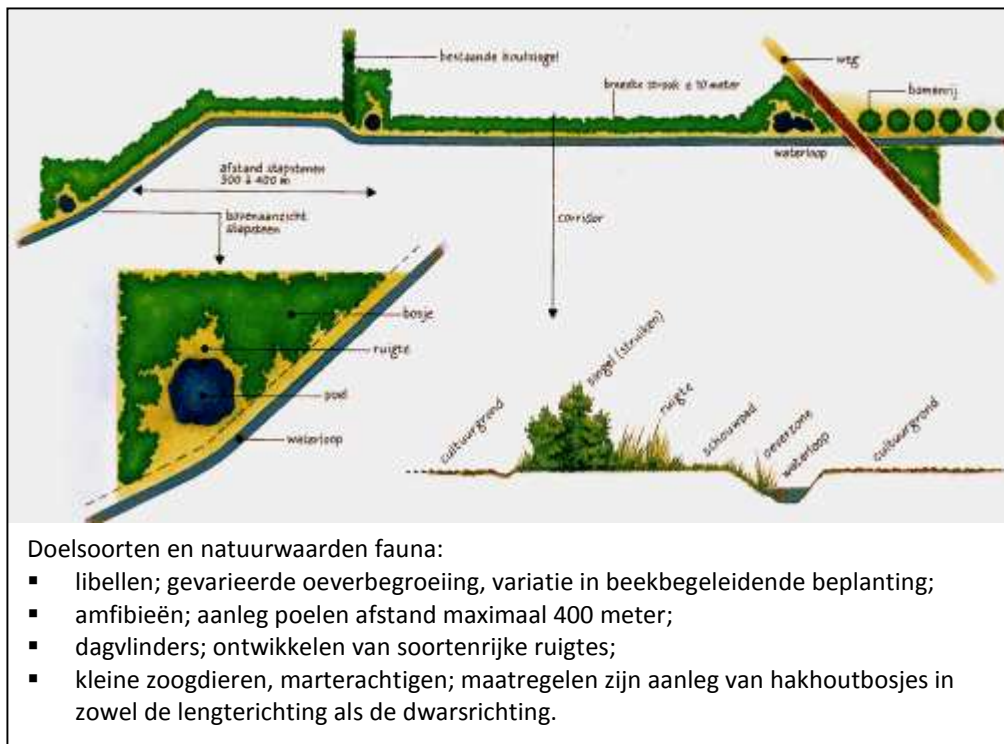 bestaande houtsingel
weg
breedte strook ± 10 meter
bomenrij
waterloop
afstand stapstenen
300 à 400 m
bovenaanzicht
stapsteen
corridor
bosje
ruigte
poel
waterloop
cultuurgrond
singel (struiken)
ruigte
schouwpad
oeverzone
waterloop
cultuurgrond
Doelsoorten en natuurwaarden fauna:
▪ libellen; gevarieerde oeverbegroeiing, variatie in beekbegeleidende beplanting;
▪ amfibieën; aanleg poelen afstand maximaal 400 meter;
▪ dagvlinders; ontwikkelen van soortenrijke ruigtes;
▪ kleine zoogdieren, marterachtigen; maatregelen zijn aanleg van hakhoutbosjes in
zowel de lengterichting als de dwarsrichting.